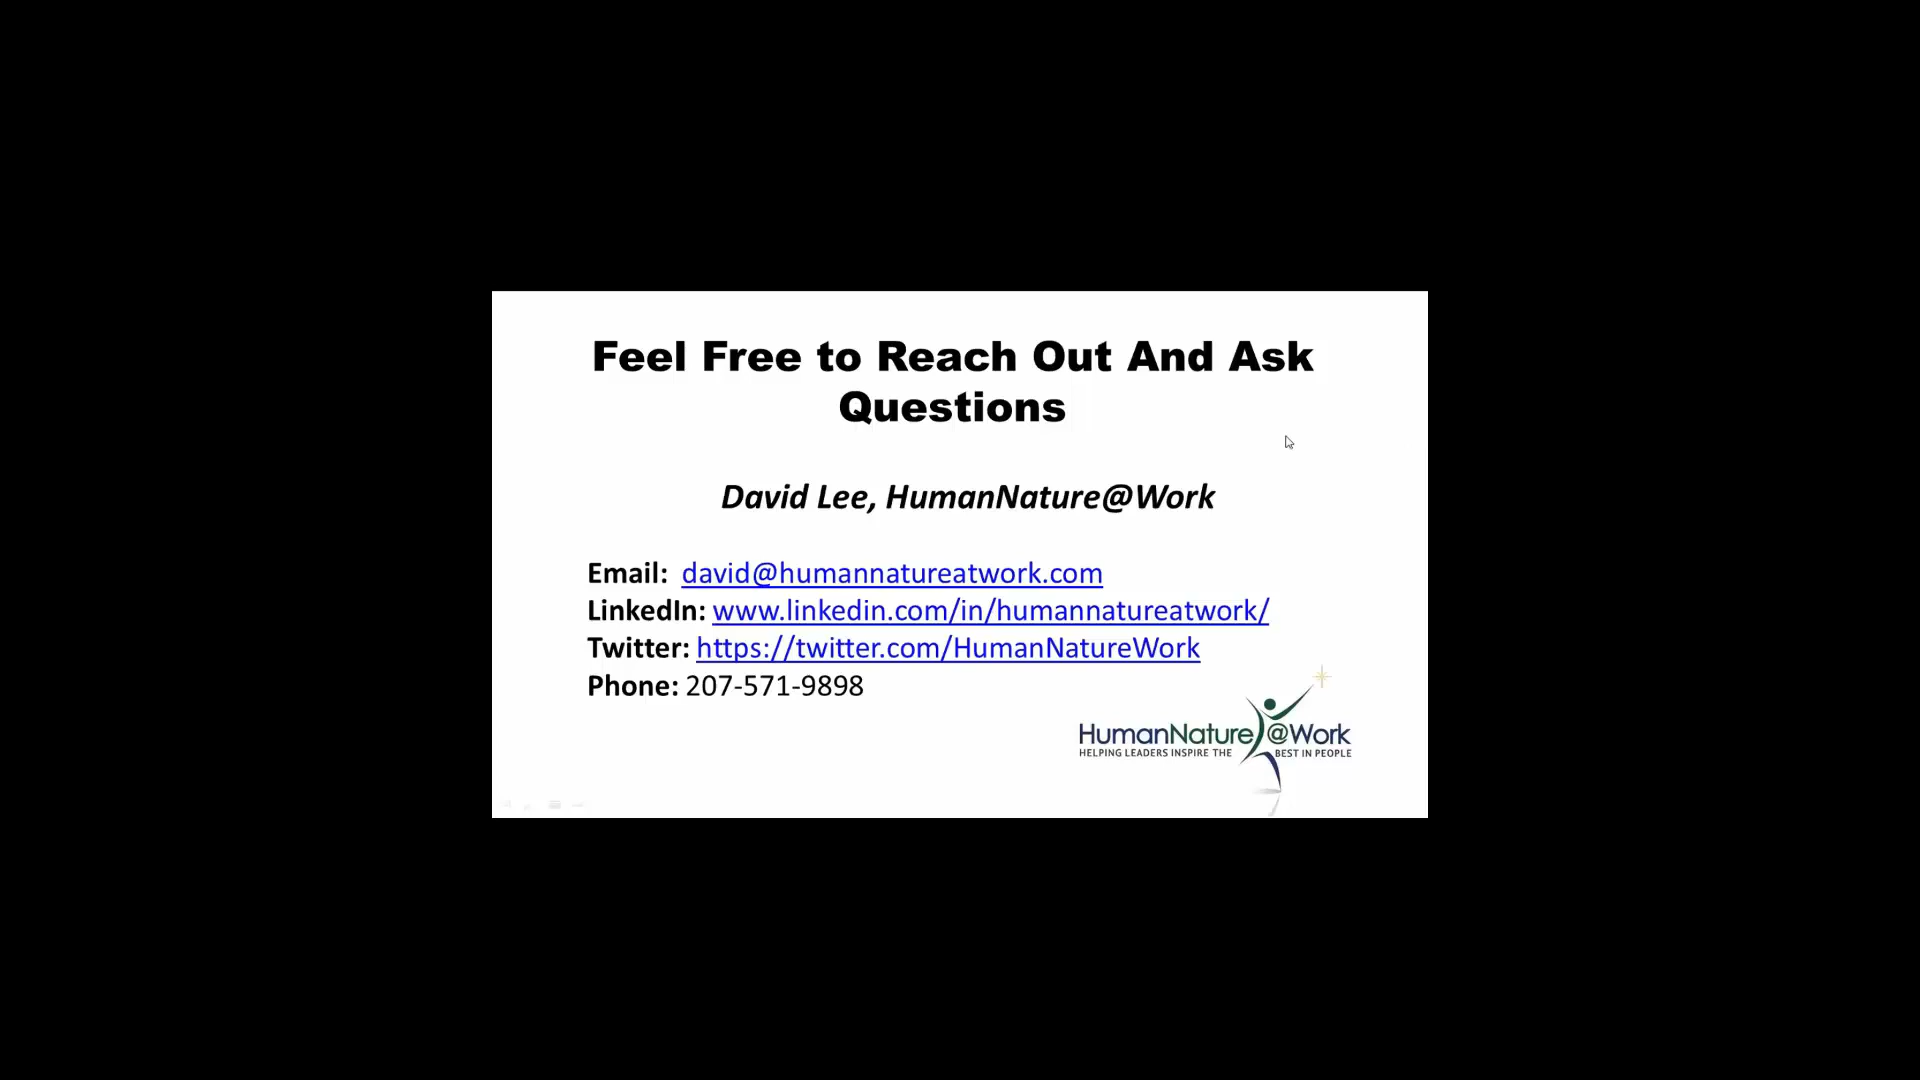 Feel Free to Reach Out And Ask
Questions
David Lee, HumanNature@Work
Email: david@humannatureatwork.com
LinkedIn: www.linkedin.com/in/humannatureatwork/
Twitter: https://twitter.com/HumanNatureWork
Phone: 207-571-9898
HumanNature@Work
HELPING LEADERS INSPIRE THE BEST IN PEOPLE